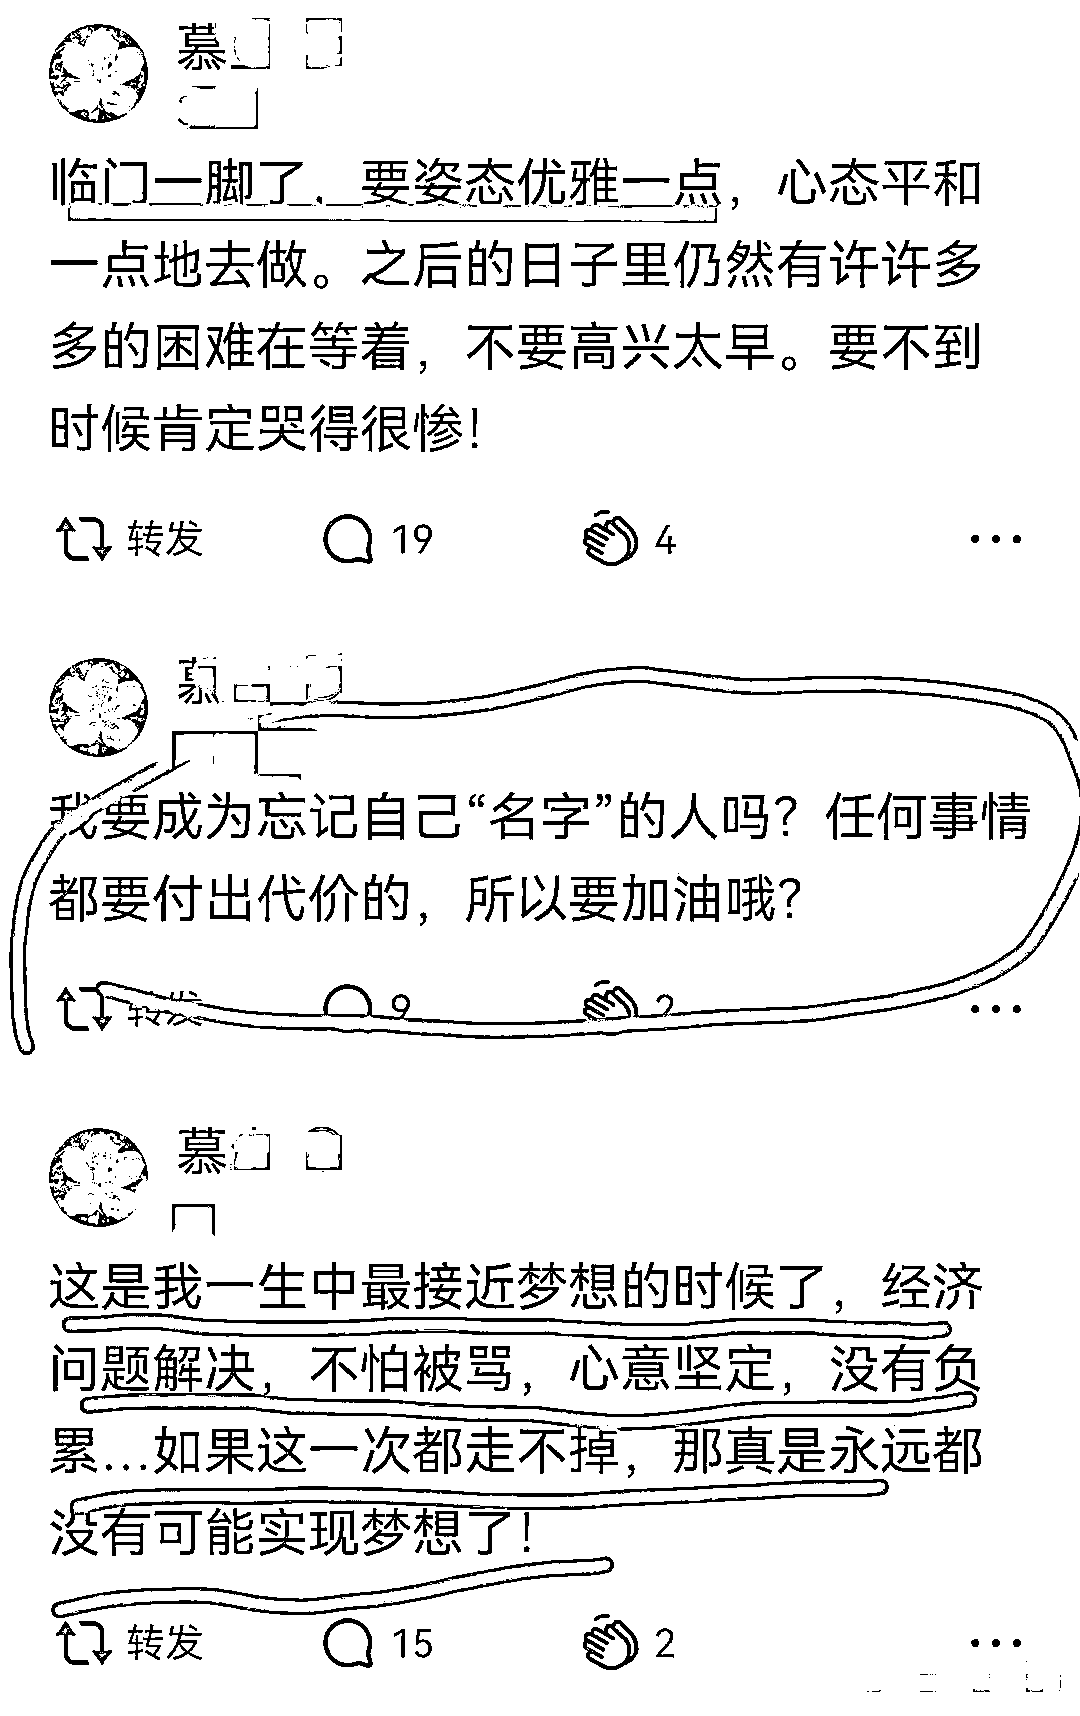 慕
临门一脚了，要姿态优雅一点，心态平和
一点地去做。之后的日子里仍然有许许多
多的困难在等着，不要高兴太早。要不到
时候肯定哭得很惨！
转发 19 4
慕
我要成为忘记自己“名字”的人吗？任何事情
都要付出代价的，所以要加油哦？
转发 9 2
慕
这是我一生中最接近梦想的时候了，经济
问题解决，不怕被骂，心意坚定，没有负
累...如果这一次都走不掉，那真是永远都
没有可能实现梦想了！
转发 15 2